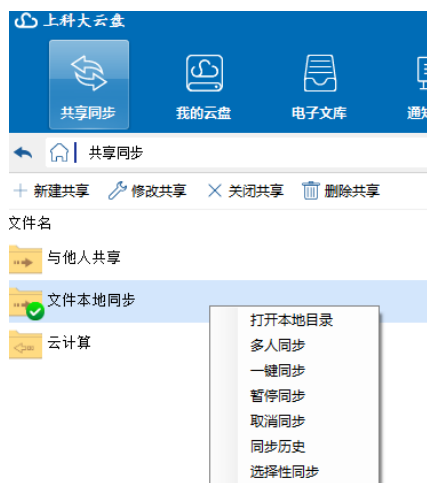 上科大云盘
共享同步 我的云盘 电子文库 通知
共享同步
新建共享 修改共享 关闭共享 删除共享
文件名
与他人共享
文件本地同步
打开本地目录
云计算
多人同步
一键同步
暂停同步
取消同步
同步历史
选择性同步